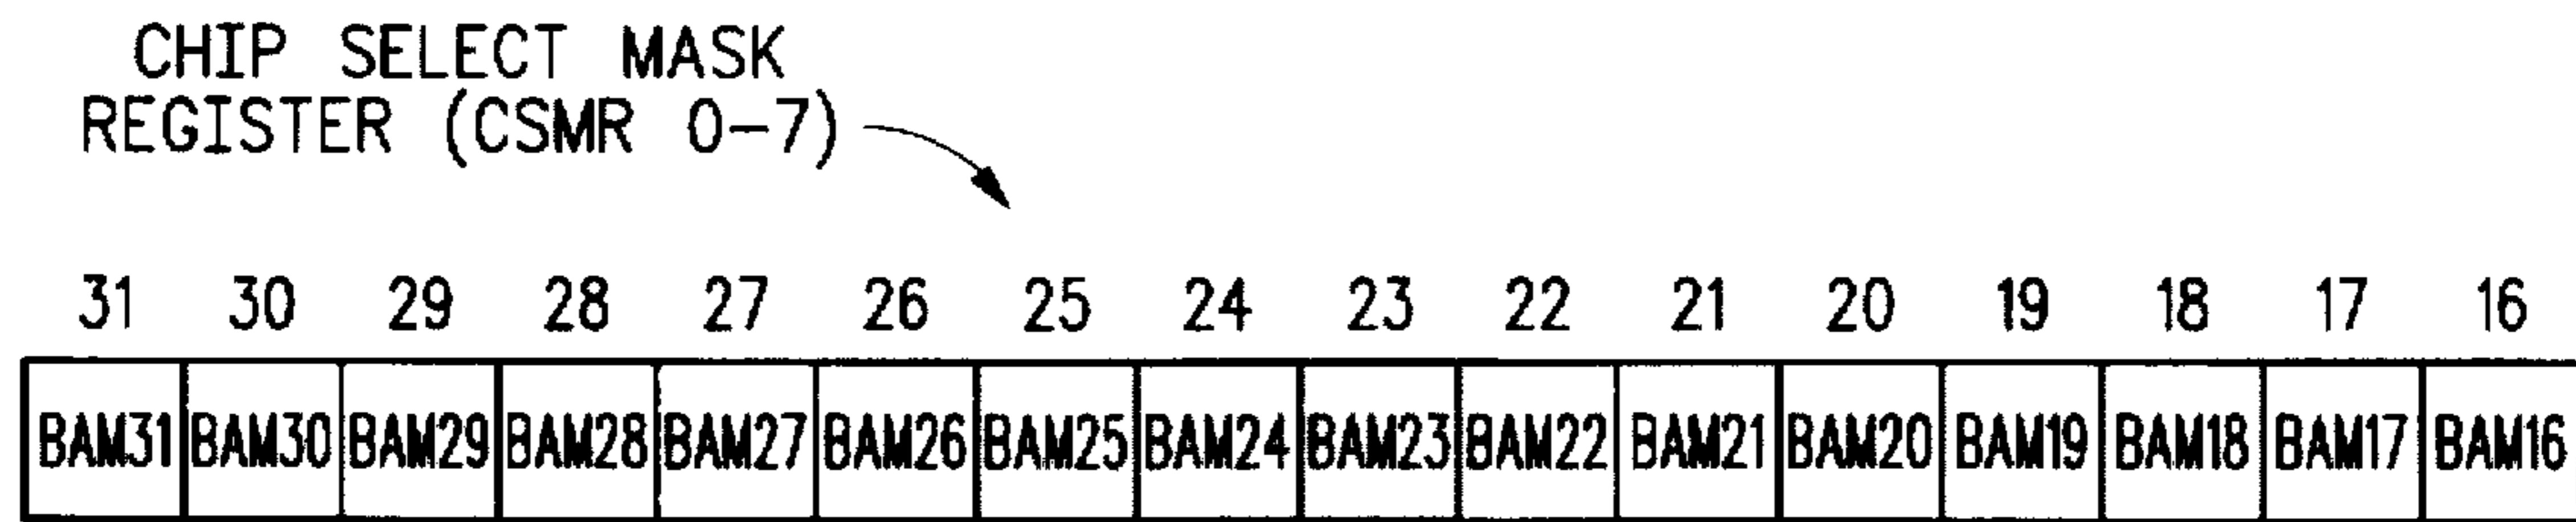 CHIP SELECT MASK
REGISTER (CSMR 0-7)
31 30 29 28 27 26 25 24 23 22 21 20 19 18 17 16
BAM31 BAM30 BAM29 BAM28 BAM27 BAM26 BAM25 BAM24 BAM23 BAM22 BAM21 BAM20 BAM19 BAM18 BAM17 BAM16